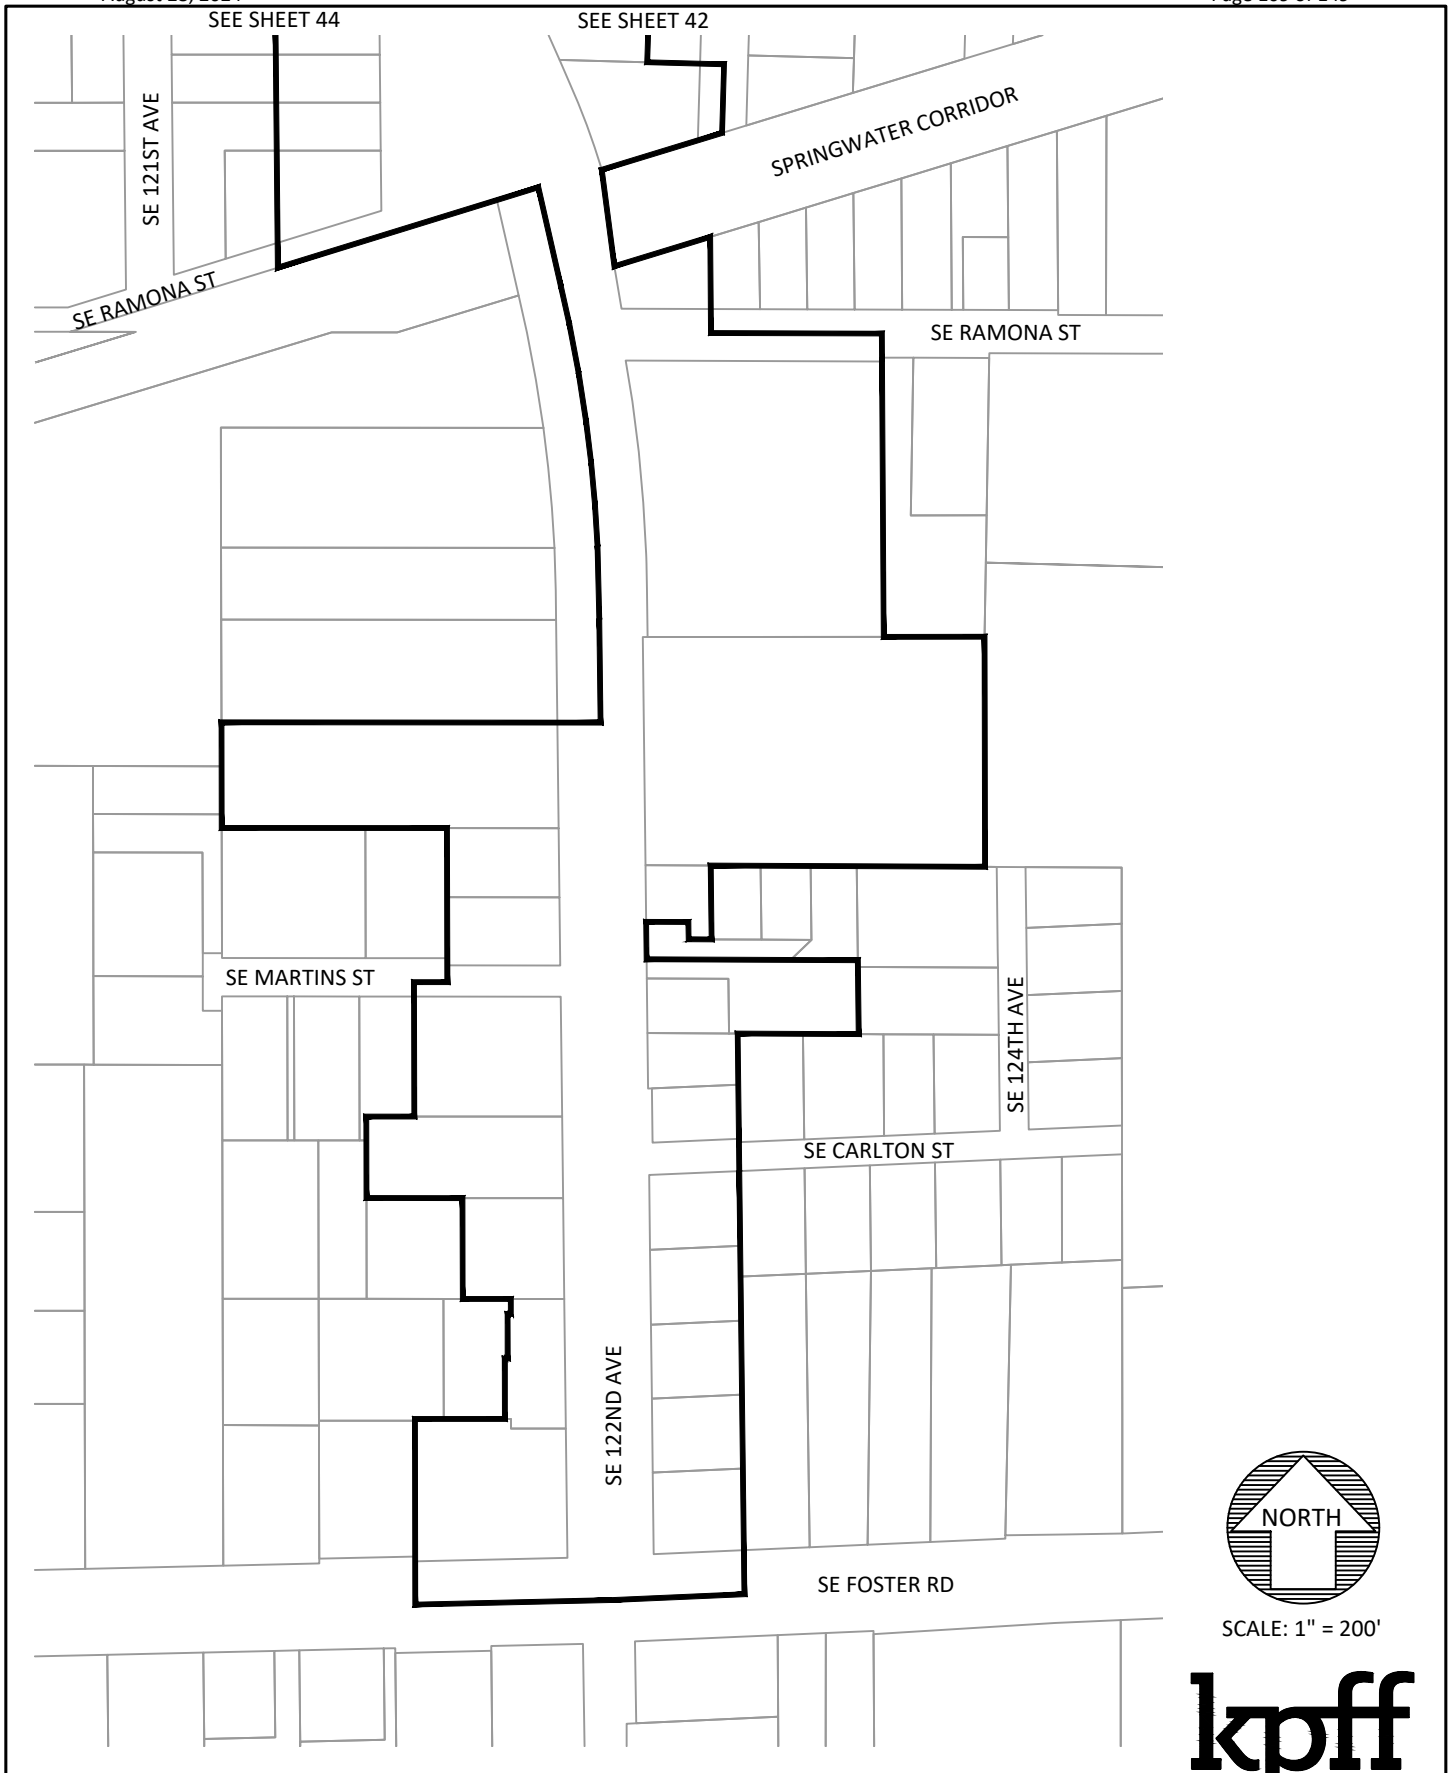 SEE SHEET 44
SEE SHEET 42
SE 121ST AVE
SPRINGWATER CORRIDOR
SE RAMONA ST
SE RAMONA ST
SE MARTINS ST
SE 124TH AVE
SE CARLTON ST
SE 122ND AVE
NORTH
SE FOSTER RD
SCALE: 1" = 200'
kpff